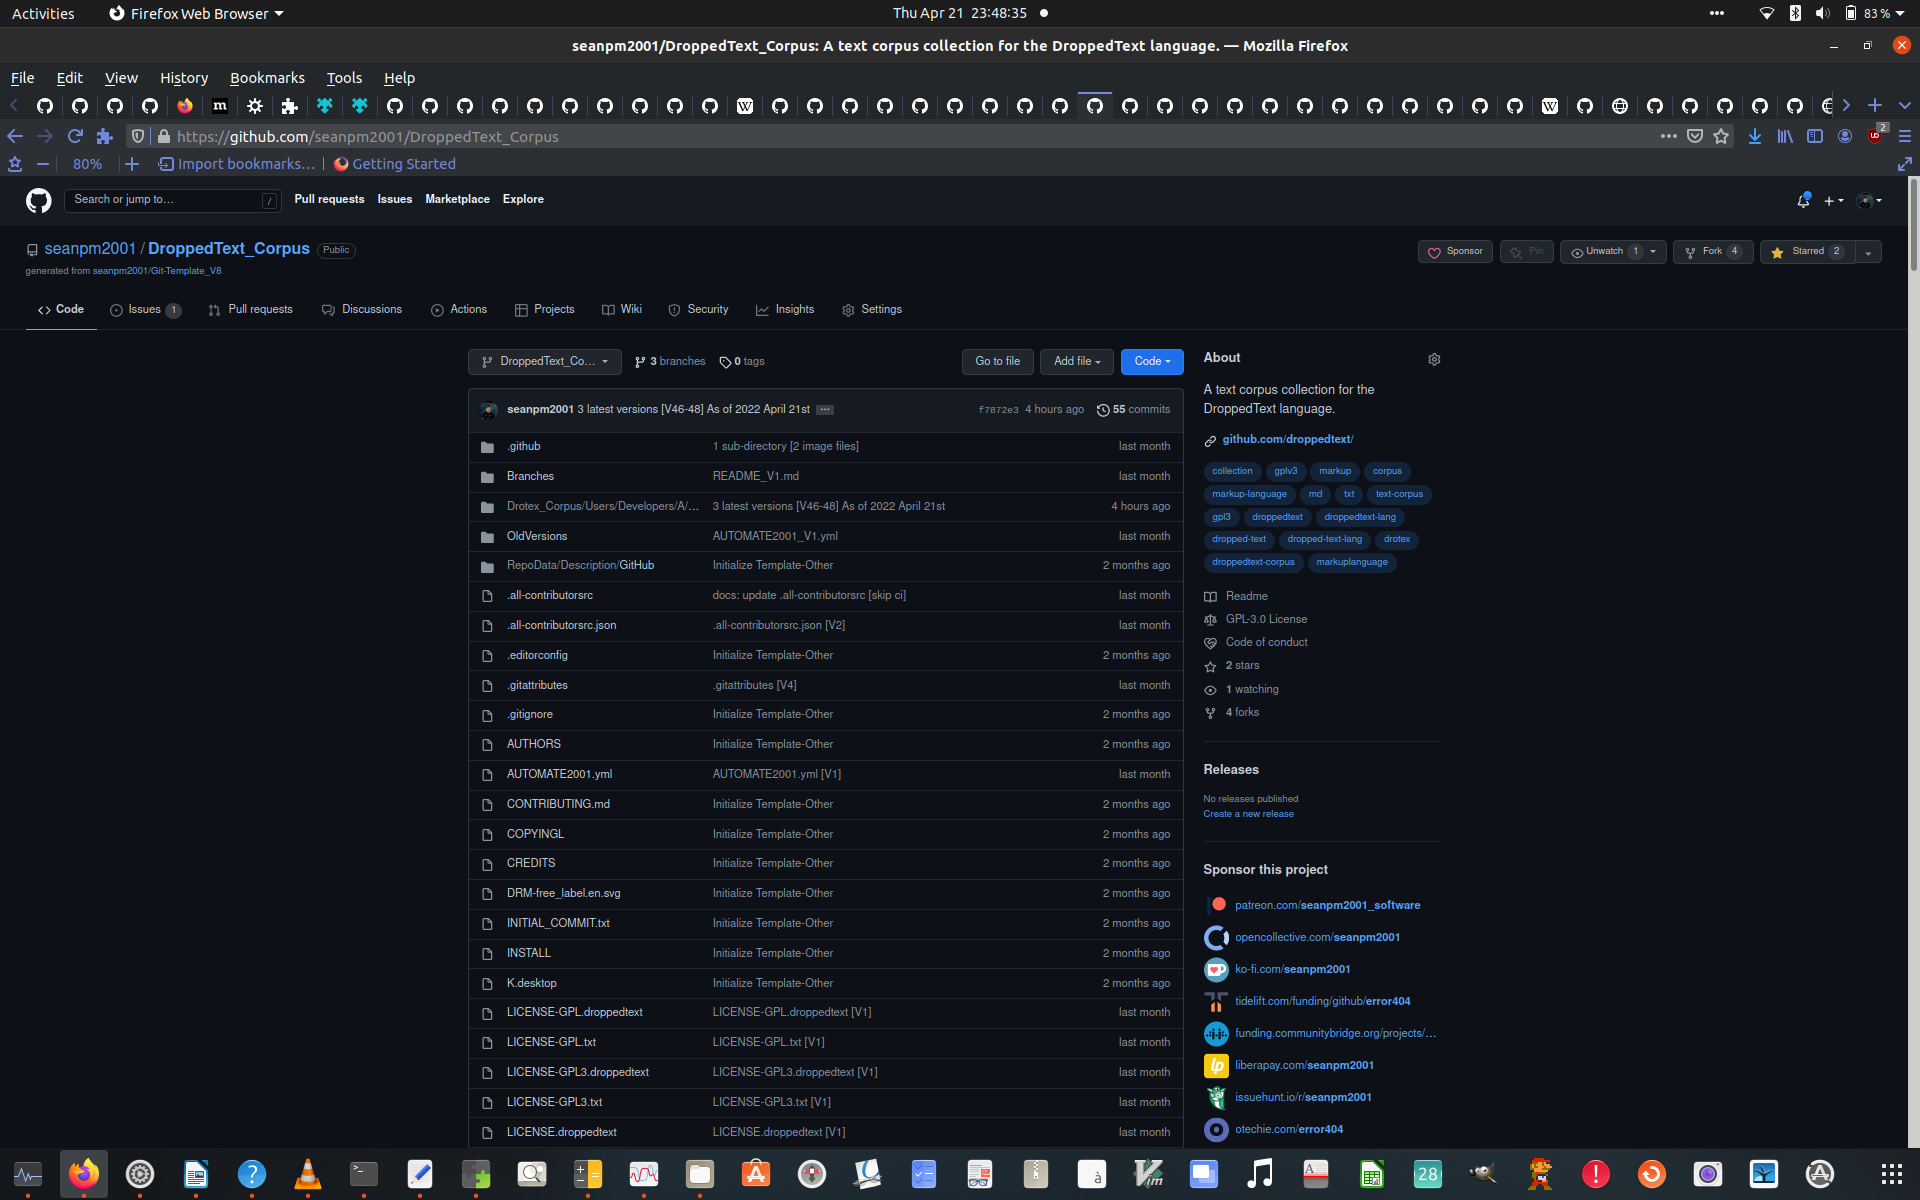 Activities Firefox Web Browser Thu Apr 21 23:48:35 83 %
seanpm2001/DroppedText_Corpus: A text corpus collection for the DroppedText language. — Mozilla Firefox
File Edit View History Bookmarks Tools Help
https://github.com/seanpm2001/DroppedText_Corpus 2
80% Import bookmarks... Getting Started
Search or jump to... / Pull requests Issues Marketplace Explore
seanpm2001 / DroppedText_Corpus Public Sponsor Pin Unwatch 1 Fork 4 Starred 2
generated from seanpm2001/Git-Template_V8
Code Issues 1 Pull requests Discussions Actions Projects Wiki Security Insights Settings
DroppedText_Co... 3 branches 0 tags Go to file Add file Code
seanpm2001 3 latest versions [V46-48] As of 2022 April 21st ... f7872e3 4 hours ago 55 commits
.github 1 sub-directory [2 image files] last month
Branches README_V1.md last month
Drotex_Corpus/Users/Developers/A/... 3 latest versions [V46-48] As of 2022 April 21st 4 hours ago
OldVersions AUTOMATE2001_V1.yml last month
RepoData/Description/GitHub Initialize Template-Other 2 months ago
.all-contributorsrc docs: update .all-contributorsrc [skip ci] last month
.all-contributorsrc.json .all-contributorsrc.json [V2] last month
.editorconfig Initialize Template-Other 2 months ago
.gitattributes .gitattributes [V4] last month
.gitignore Initialize Template-Other 2 months ago
AUTHORS Initialize Template-Other 2 months ago
AUTOMATE2001.yml AUTOMATE2001.yml [V1] last month
CONTRIBUTING.md Initialize Template-Other 2 months ago
COPYINGL Initialize Template-Other 2 months ago
CREDITS Initialize Template-Other 2 months ago
DRM-free_label.en.svg Initialize Template-Other 2 months ago
INITIAL_COMMIT.txt Initialize Template-Other 2 months ago
INSTALL Initialize Template-Other 2 months ago
K.desktop Initialize Template-Other 2 months ago
LICENSE-GPL.droppedtext LICENSE-GPL.droppedtext [V1] last month
LICENSE-GPL.txt LICENSE-GPL.txt [V1] last month
LICENSE-GPL3.droppedtext LICENSE-GPL3.droppedtext [V1] last month
LICENSE-GPL3.txt LICENSE-GPL3.txt [V1] last month
LICENSE.droppedtext LICENSE.droppedtext [V1] last month
About
A text corpus collection for the
DroppedText language.
github.com/droppedtext/
collection gplv3 markup corpus
markup-language md txt text-corpus
gpl3 droppedtext droppedtext-lang
dropped-text dropped-text-lang drotex
droppedtext-corpus markuplanguage
Readme
GPL-3.0 License
Code of conduct
2 stars
1 watching
4 forks
Releases
No releases published
Create a new release
Sponsor this project
patreon.com/seanpm2001_software
opencollective.com/seanpm2001
ko-fi.com/seanpm2001
tidelift.com/funding/github/error404
funding.communitybridge.org/projects/...
liberapay.com/seanpm2001
issuehunt.io/r/seanpm2001
otechie.com/error404
28